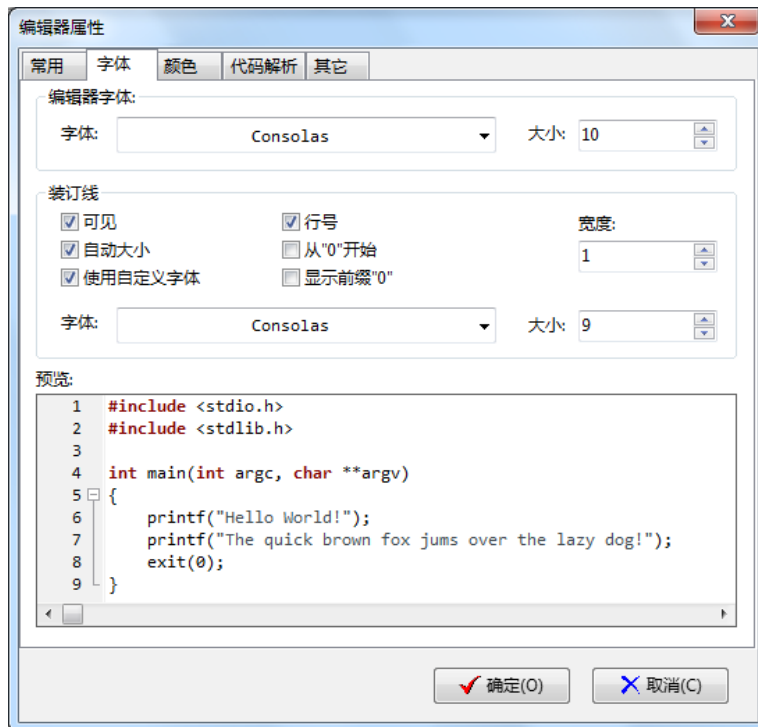 编辑器属性
常用 字体 颜色 代码解析 其它
编辑器字体:
字体: Consolas 大小: 10
装订线
可见 行号 宽度:
自动大小 从"0"开始 1
使用自定义字体 显示前缀"0"
字体: Consolas 大小: 9
预览:
1 #include <stdio.h>
2 #include <stdlib.h>
3
4 int main(int argc, char **argv)
5 {
6 printf("Hello World!");
7 printf("The quick brown fox jums over the lazy dog!");
8 exit(0);
9 }
确定(O) 取消(C)